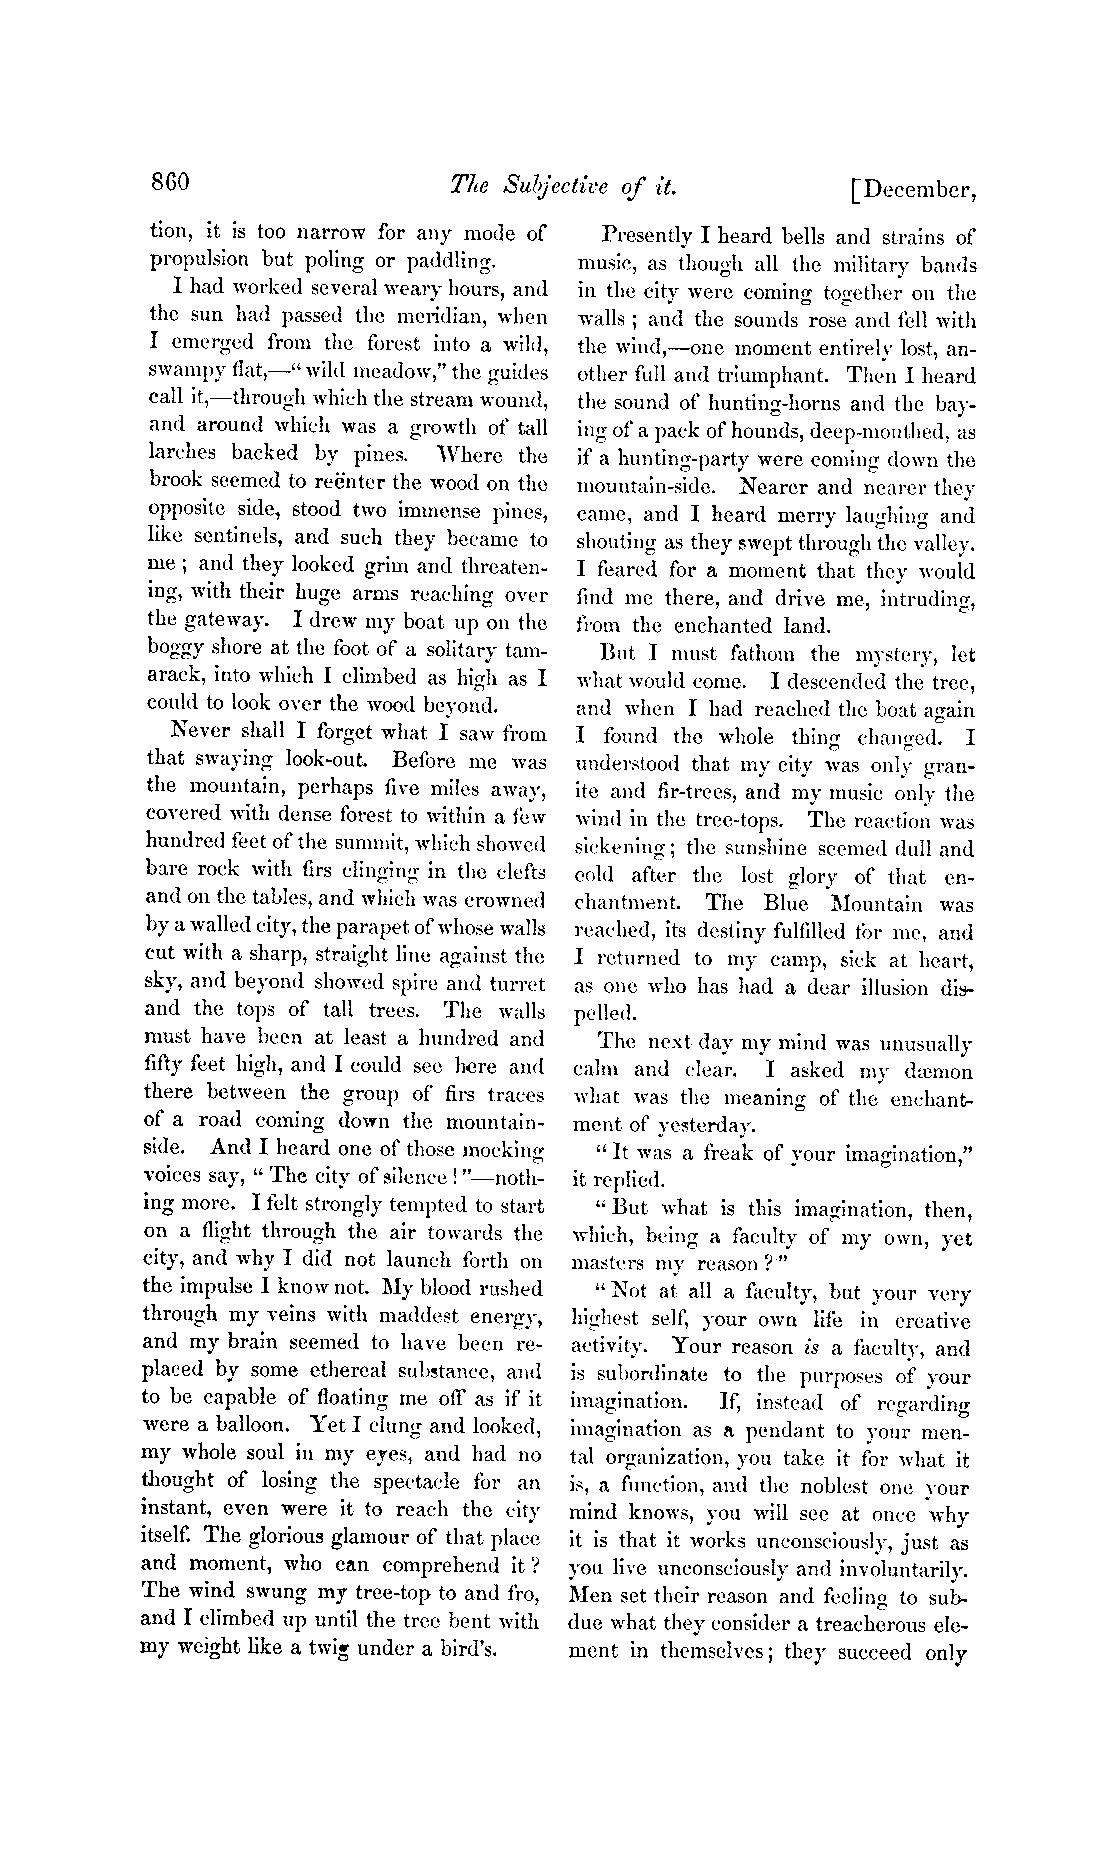 860 The Subjective of it. [December,
tion, it is too narrow for any mode of
propulsion but poling or paddling.
I had worked several weary hours, and
the sun had passed the meridian, when
I emerged from the forest into a wild,
swampy flat,—“wild meadow,” the guides
call it,—through which the stream wound,
and around which was a growth of tall
larches backed by pines. Where the
brook seemed to reënter the wood on the
opposite side, stood two immense pines,
like sentinels, and such they became to
me; and they looked grim and threaten-
ing, with their huge arms reaching over
the gateway. I drew my boat up on the
boggy shore at the foot of a solitary tam-
arack, into which I climbed as high as I
could to look over the wood beyond.
Never shall I forget what I saw from
that swaying look-out. Before me was
the mountain, perhaps five miles away,
covered with dense forest to within a few
hundred feet of the summit, which showed
bare rock with firs clinging in the clefts
and on the tables, and which was crowned
by a walled city, the parapet of whose walls
cut with a sharp, straight line against the
sky, and beyond showed spire and turret
and the tops of tall trees. The walls
must have been at least a hundred and
fifty feet high, and I could see here and
there between the group of firs traces
of a road coming down the mountain-
side. And I heard one of those mocking
voices say, “The city of silence!”—noth-
ing more. I felt strongly tempted to start
on a flight through the air towards the
city, and why I did not launch forth on
the impulse I know not. My blood rushed
through my veins with maddest energy,
and my brain seemed to have been re-
placed by some ethereal substance, and
to be capable of floating me off as if it
were a balloon. Yet I clung and looked,
my whole soul in my eyes, and had no
thought of losing the spectacle for an
instant, even were it to reach the city
itself. The glorious glamour of that place
and moment, who can comprehend it?
The wind swung my tree-top to and fro,
and I climbed up until the tree bent with
my weight like a twig under a bird’s.
Presently I heard bells and strains of
music, as though all the military bands
in the city were coming together on the
walls; and the sounds rose and fell with
the wind,—one moment entirely lost, an-
other full and triumphant. Then I heard
the sound of hunting-horns and the bay-
ing of a pack of hounds, deep-mouthed, as
if a hunting-party were coming down the
mountain-side. Nearer and nearer they
came, and I heard merry laughing and
shouting as they swept through the valley.
I feared for a moment that they would
find me there, and drive me, intruding,
from the enchanted land.
But I must fathom the mystery, let
what would come. I descended the tree,
and when I had reached the boat again
I found the whole thing changed. I
understood that my city was only gran-
ite and fir-trees, and my music only the
wind in the tree-tops. The reaction was
sickening; the sunshine seemed dull and
cold after the lost glory of that en-
chantment. The Blue Mountain was
reached, its destiny fulfilled for me, and
I returned to my camp, sick at heart,
as one who has had a dear illusion dis-
pelled.
The next day my mind was unusually
calm and clear. I asked my dæmon
what was the meaning of the enchant-
ment of yesterday.
“It was a freak of your imagination,”
it replied.
“But what is this imagination, then,
which, being a faculty of my own, yet
masters my reason?”
“Not at all a faculty, but your very
highest self, your own life in creative
activity. Your reason is a faculty, and
is subordinate to the purposes of your
imagination. If, instead of regarding
imagination as a pendant to your men-
tal organization, you take it for what it
is, a function, and the noblest one your
mind knows, you will see at once why
it is that it works unconsciously, just as
you live unconsciously and involuntarily.
Men set their reason and feeling to sub-
due what they consider a treacherous ele-
ment in themselves; they succeed only